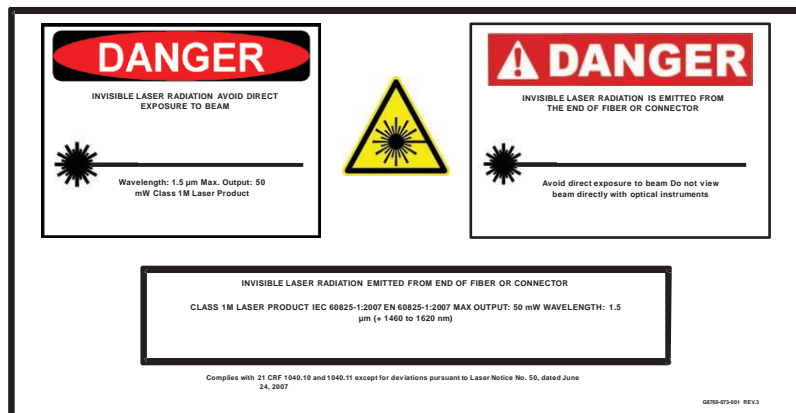 DANGER
INVISIBLE LASER RADIATION AVOID DIRECT
EXPOSURE TO BEAM
Wavelength: 1.5 µm Max. Output: 50
mW Class 1M Laser Product
DANGER
INVISIBLE LASER RADIATION IS EMITTED FROM
THE END OF FIBER OR CONNECTOR
Avoid direct exposure to beam Do not view
beam directly with optical instruments
INVISIBLE LASER RADIATION EMITTED FROM END OF FIBER OR CONNECTOR
CLASS 1M LASER PRODUCT IEC 60825-1:2007 EN 60825-1:2007 MAX OUTPUT: 50 mW WAVELENGTH: 1.5
µm (+ 1460 to 1620 nm)
Complies with 21 CRF 1040.10 and 1040.11 except for deviations pursuant to Laser Notice No. 50, dated June
24, 2007
G8760-873-001 REV.3